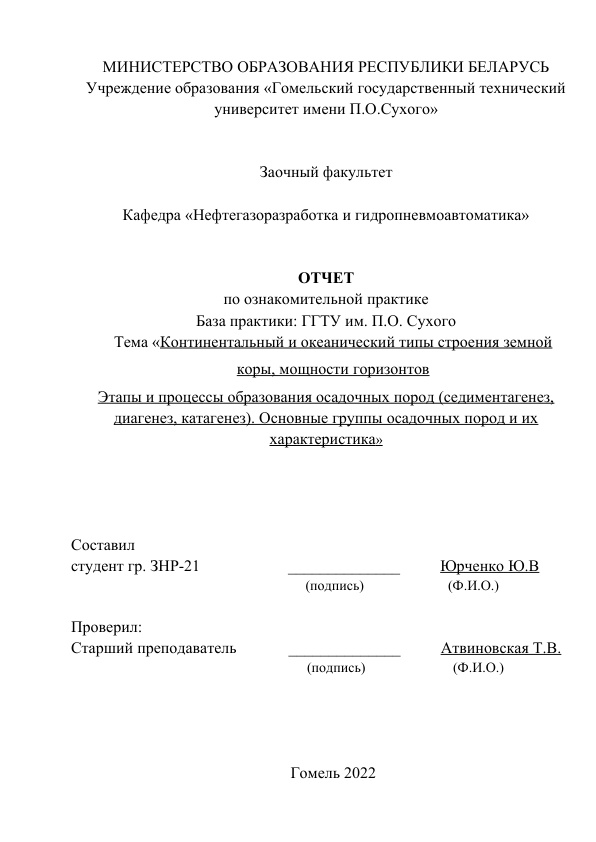 МИНИСТЕРСТВО ОБРАЗОВАНИЯ РЕСПУБЛИКИ БЕЛАРУСЬ
Учреждение образования «Гомельский государственный технический
университет имени П.О.Сухого»
Заочный факультет
Кафедра «Нефтегазоразработка и гидропневмоавтоматика»
ОТЧЕТ
по ознакомительной практике
База практики: ГГТУ им. П.О. Сухого
Тема «Континентальный и океанический типы строения земной
коры, мощности горизонтов
Этапы и процессы образования осадочных пород (седиментагенез,
диагенез, катагенез). Основные группы осадочных пород и их
характеристика»
Составил
студент гр. ЗНР-21 ______________ Юрченко Ю.В
(подпись) (Ф.И.О.)
Проверил:
Старший преподаватель ______________ Атвиновская Т.В.
(подпись) (Ф.И.О.)
Гомель 2022